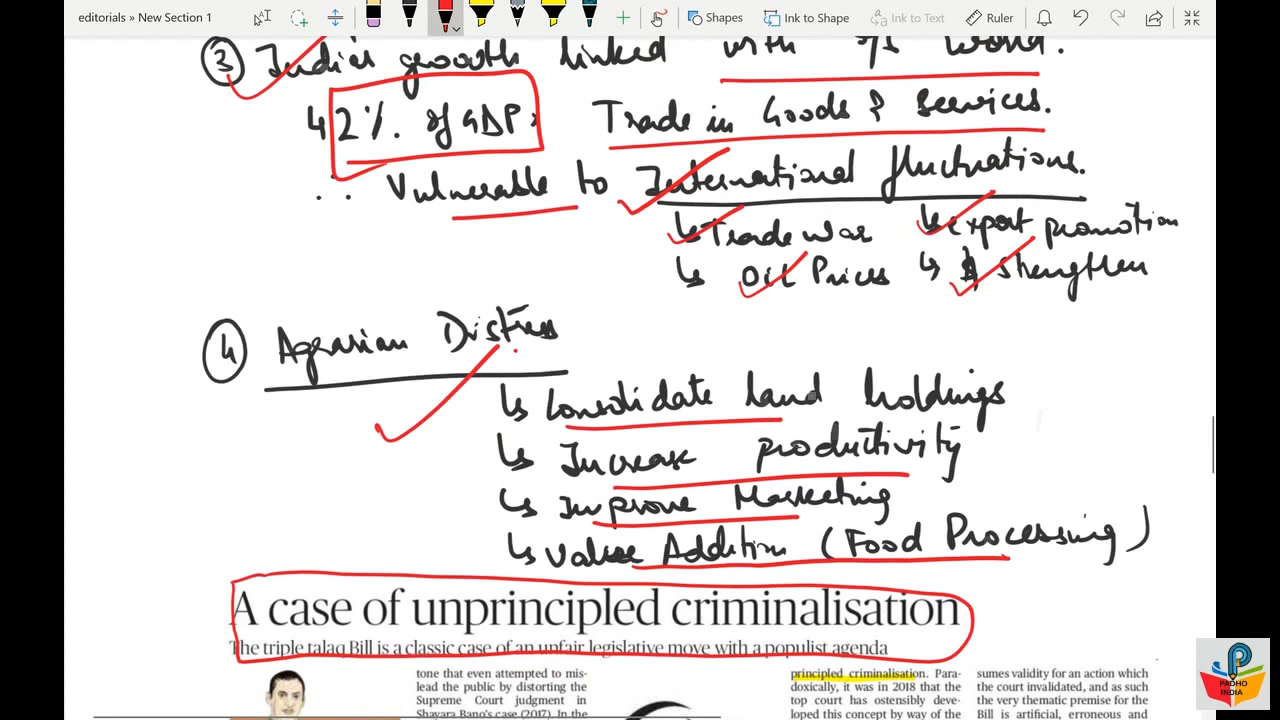 editorials » New Section 1
Shapes Ink to Shape Ink to Text Ruler
③ India's growth linked with r/s world.
42% of GDP: Trade in Goods & Services.
∴ Vulnerable to International fluctuations.
↳ Trade war ↳ export promotion
↳ Oil Prices ↳ $ strengthen
④ Agrarian Distress
↳ Consolidate land holdings
↳ Increase productivity
↳ Improve Marketing
↳ Value Addition (Food Processing)
A case of unprincipled criminalisation
The triple talaq Bill is a classic case of an unfair legislative move with a populist agenda
tone that even attempted to mis-
lead the public by distorting the
Supreme Court judgment in
Shayara Bano's case (2017). In the
principled criminalisation. Para-
doxically, it was in 2018 that the
top court has ostensibly deve-
loped this concept by way of the
sumes validity for an action which
the court invalidated, and as such
the very thematic premise for the
Bill is artificial, erroneous and
PADHO
INDIA